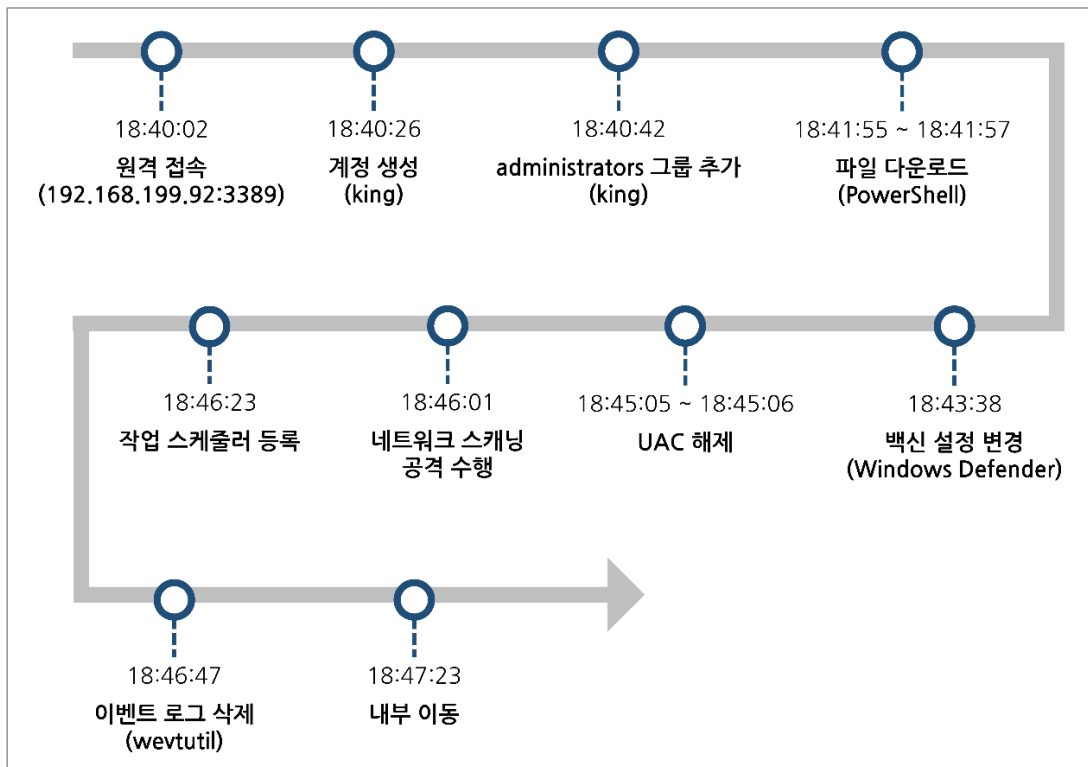 18:40:02
원격 접속
(192.168.199.92:3389)
18:40:26
계정 생성
(king)
18:40:42
administrators 그룹 추가
(king)
18:41:55 ~ 18:41:57
파일 다운로드
(PowerShell)
18:43:38
백신 설정 변경
(Windows Defender)
18:45:05 ~ 18:45:06
UAC 해제
18:46:01
네트워크 스캐닝
공격 수행
18:46:23
작업 스케줄러 등록
18:46:47
이벤트 로그 삭제
(wevtutil)
18:47:23
내부 이동